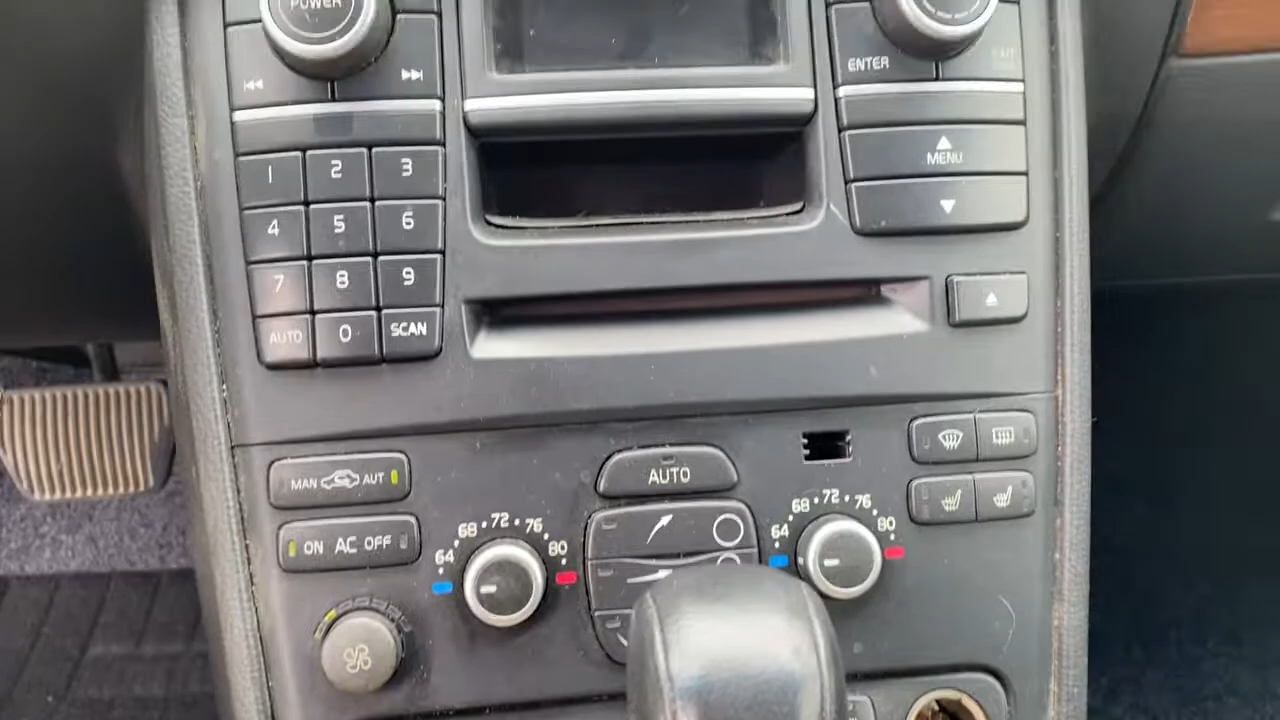 POWER
ENTER
EXIT
MENU
1 2 3
4 5 6
7 8 9
AUTO 0 SCAN
MAN AUT
AUTO
ON AC OFF
64 68 72 76 80
64 68 72 76 80